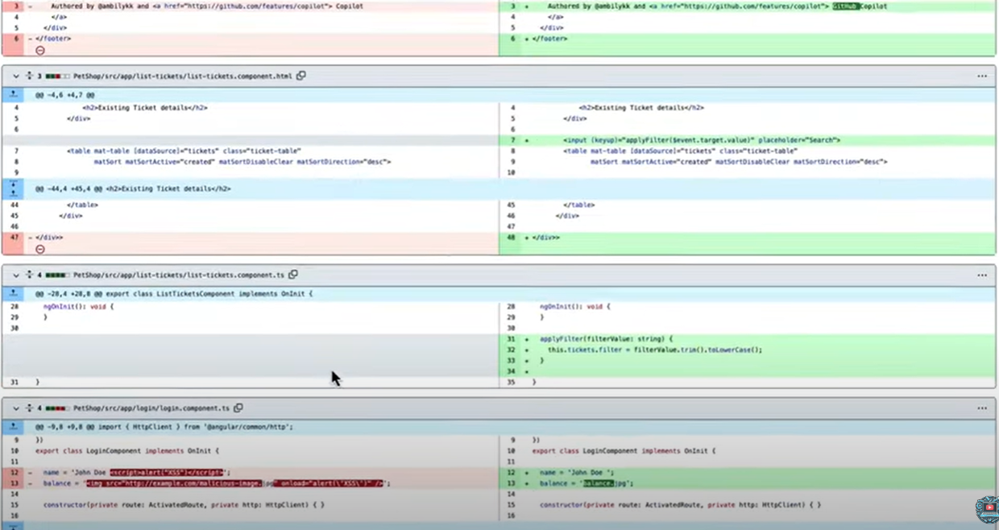 3 - Authored by @ambilykk and <a href="https://github.com/features/copilot"> Copilot
4 </a>
5 </div>
6 - </footer>
3 + Authored by @ambilykk and <a href="https://github.com/features/copilot"> GitHub Copilot
4 </a>
5 </div>
6 + </footer>
3 PetShop/src/app/list-tickets/list-tickets.component.html
@@ -4,6 +4,7 @@
4 <h2>Existing Ticket details</h2>
5 </div>
6
7 <table mat-table [dataSource]="tickets" class="ticket-table"
8 matSort matSortActive="created" matSortDisableClear matSortDirection="desc">
9
4 <h2>Existing Ticket details</h2>
5 </div>
6
7 + <input (keyup)="applyFilter($event.target.value)" placeholder="Search">
8 <table mat-table [dataSource]="tickets" class="ticket-table"
9 matSort matSortActive="created" matSortDisableClear matSortDirection="desc">
10
@@ -44,4 +45,4 @@ <h2>Existing Ticket details</h2>
44 </table>
45 </div>
46
47 - </div>>
45 </table>
46 </div>
47
48 + </div>>
4 PetShop/src/app/list-tickets/list-tickets.component.ts
@@ -28,4 +28,8 @@ export class ListTicketsComponent implements OnInit {
28 ngOnInit(): void {
29 }
30
31 }
28 ngOnInit(): void {
29 }
30
31 + applyFilter(filterValue: string) {
32 + this.tickets.filter = filterValue.trim().toLowerCase();
33 + }
34 +
35 }
4 PetShop/src/app/login/login.component.ts
@@ -9,8 +9,8 @@ import { HttpClient } from '@angular/common/http';
9 })
10 export class LoginComponent implements OnInit {
11
12 - name = 'John Doe <script>alert("XSS")</script>';
13 - balance = '<img src="http://example.com/malicious-image.jpg" onload="alert(\'XSS\')" />';
14
15 constructor(private route: ActivatedRoute, private http: HttpClient) { }
16
9 })
10 export class LoginComponent implements OnInit {
11
12 + name = 'John Doe ';
13 + balance = 'balance.jpg';
14
15 constructor(private route: ActivatedRoute, private http: HttpClient) { }
16